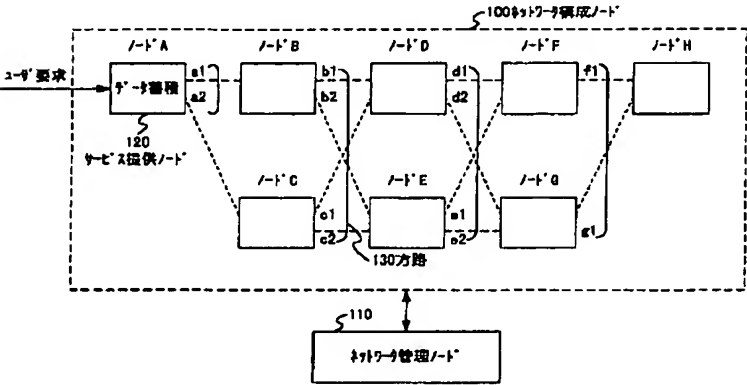 100ネットワーク構成ノード
ノードA
ノードB
ノードD
ノードF
ノードH
ユーザ要求
データ蓄積
a1
a2
b1
b2
d1
d2
f1
120
サービス提供ノード
ノードC
ノードE
ノードG
c1
c2
e1
e2
g1
130方路
110
ネットワーク管理ノード